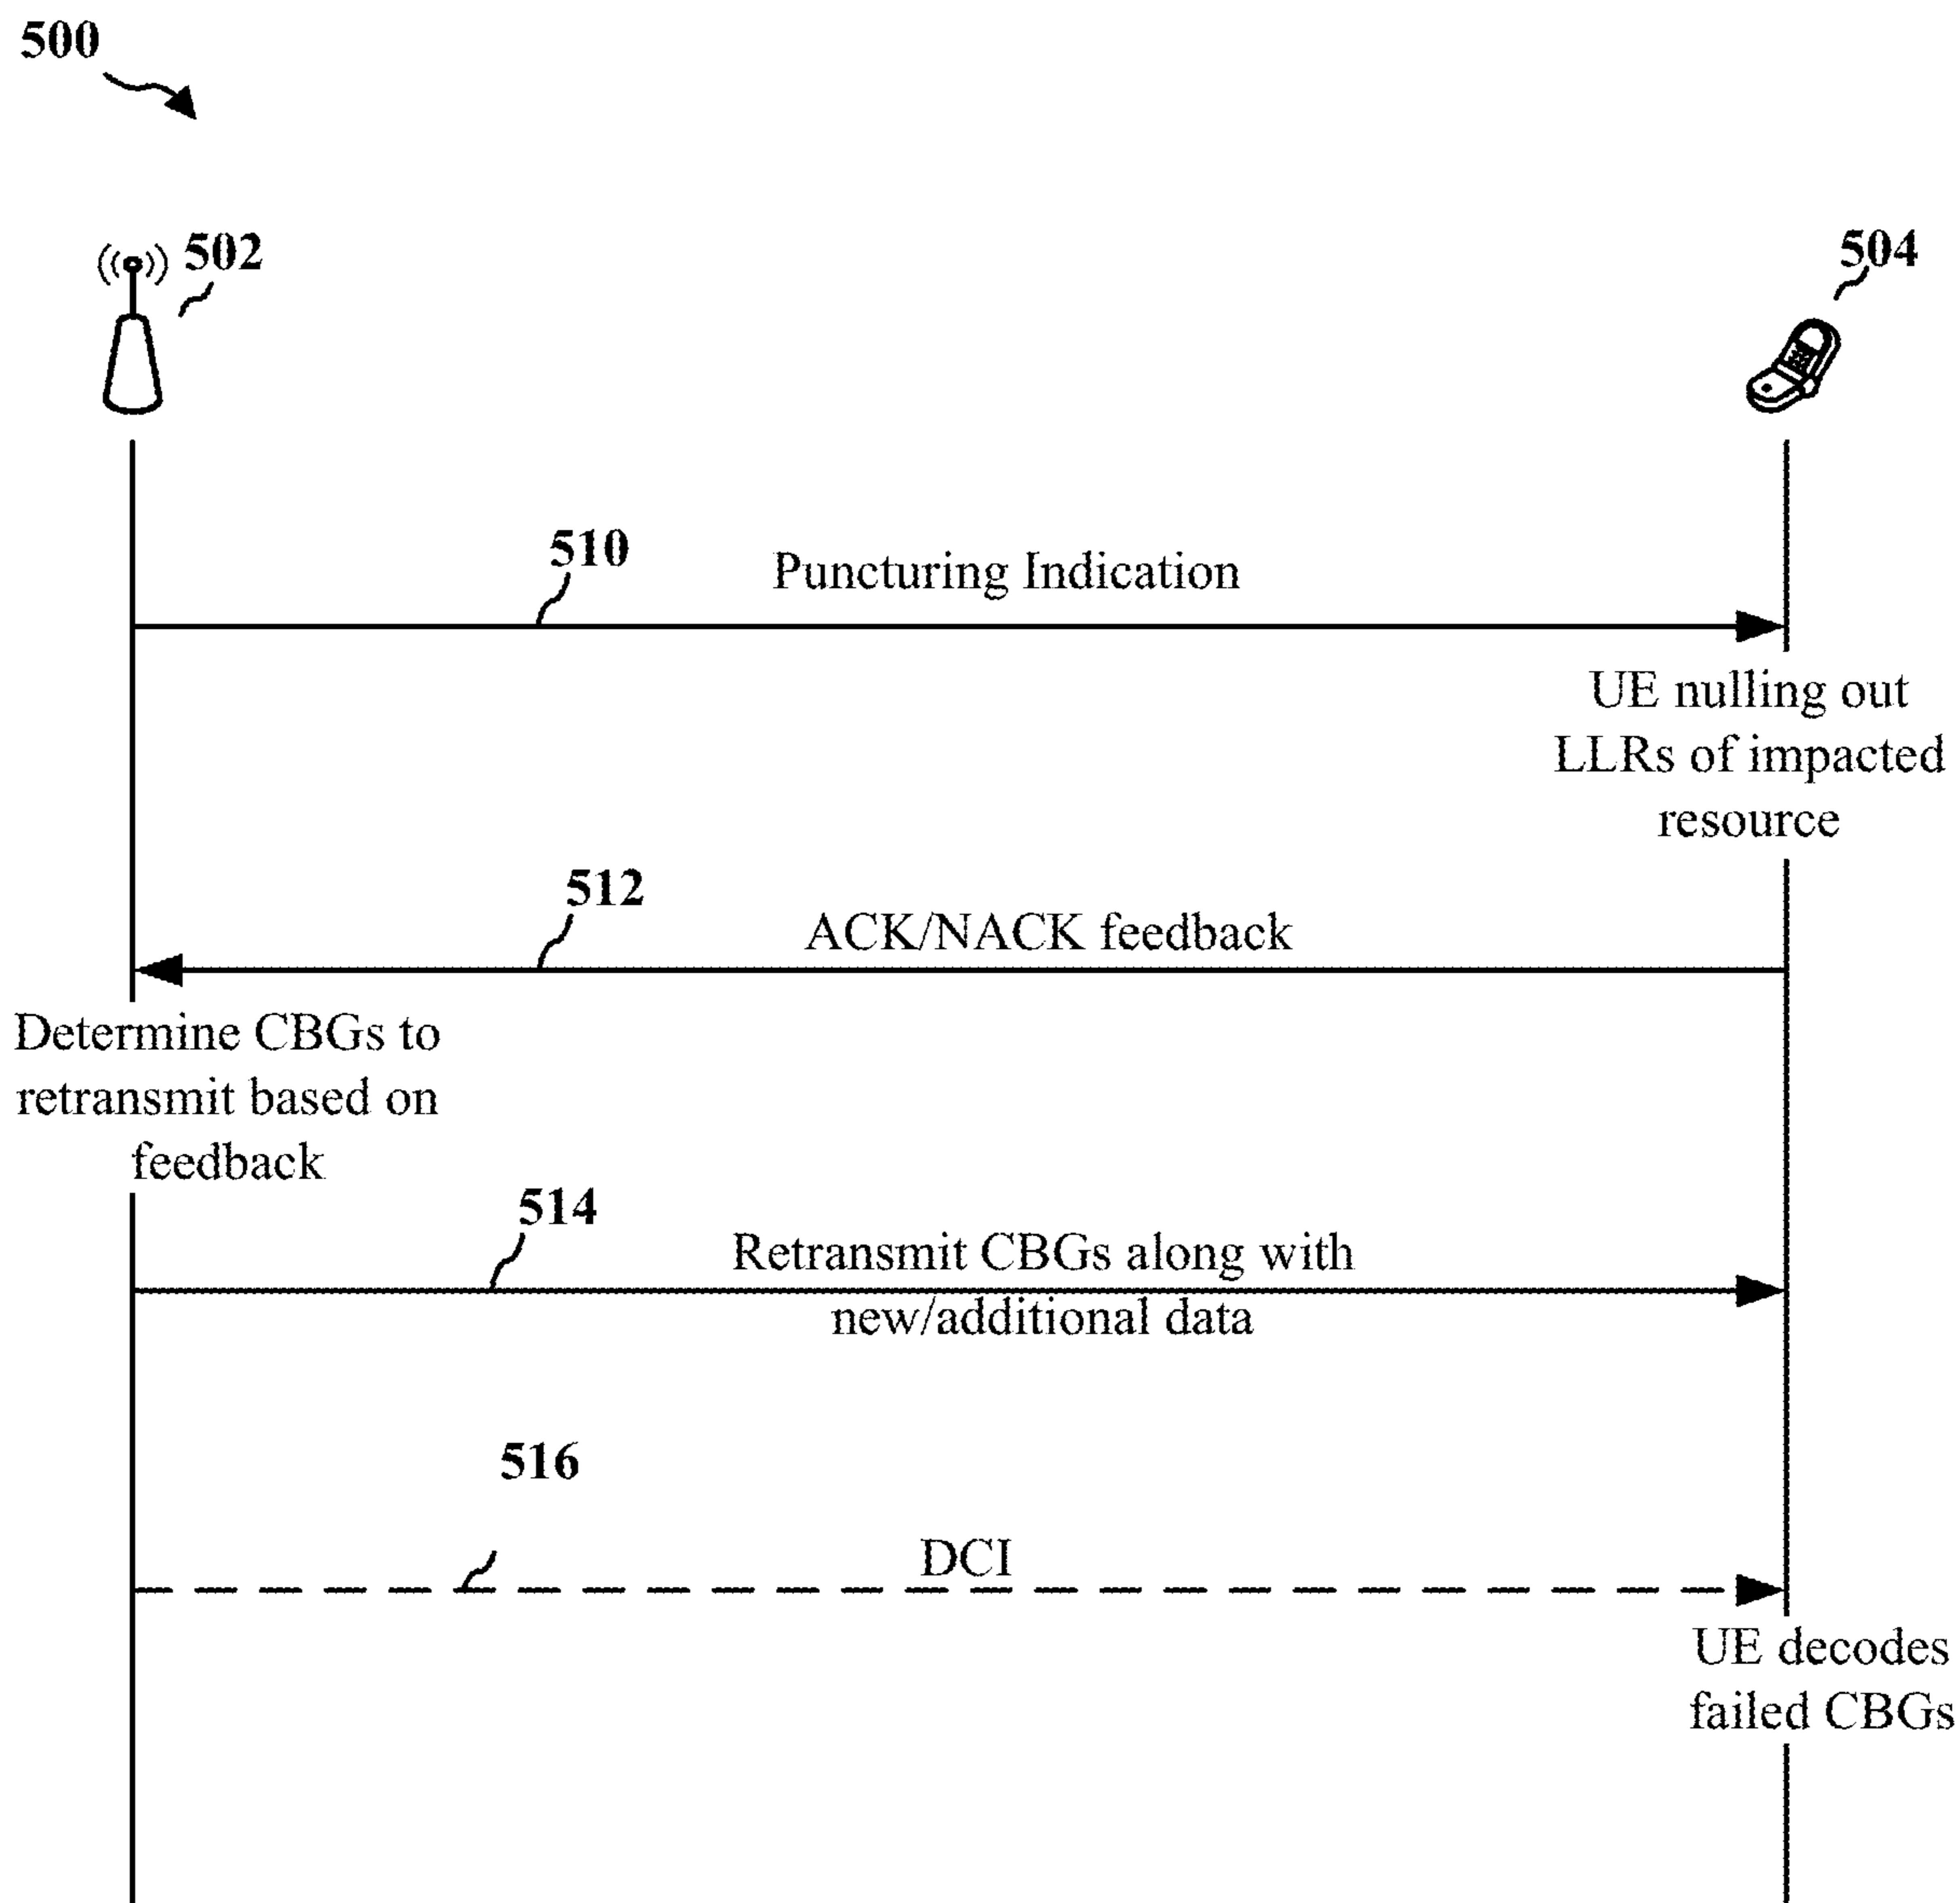 500
502
504
510
Puncturing Indication
UE nulling out
LLRs of impacted
resource
512
ACK/NACK feedback
Determine CBGs to
retransmit based on
feedback
514
Retransmit CBGs along with
new/additional data
516
DCI
UE decodes
failed CBGs